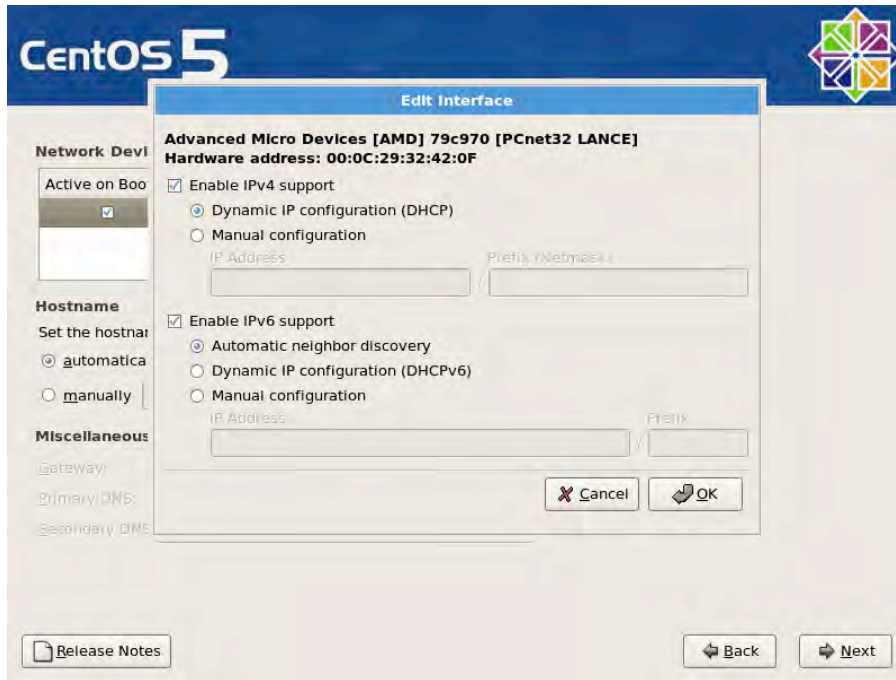 CentOS 5
Edit Interface
Advanced Micro Devices [AMD] 79c970 [PCnet32 LANCE]
Hardware address: 00:0C:29:32:42:0F
Network Devi
Active on Boo
Enable IPv4 support
Dynamic IP configuration (DHCP)
Manual configuration
IP Address
Prefix (Netmask)
/
Hostname
Set the hostnar
automatica
manually
Enable IPv6 support
Automatic neighbor discovery
Dynamic IP configuration (DHCPv6)
Manual configuration
IP Address
Prefix
/
Miscellaneous
Gateway:
Primary DNS:
Secondary DNS
Cancel
OK
Release Notes
Back
Next